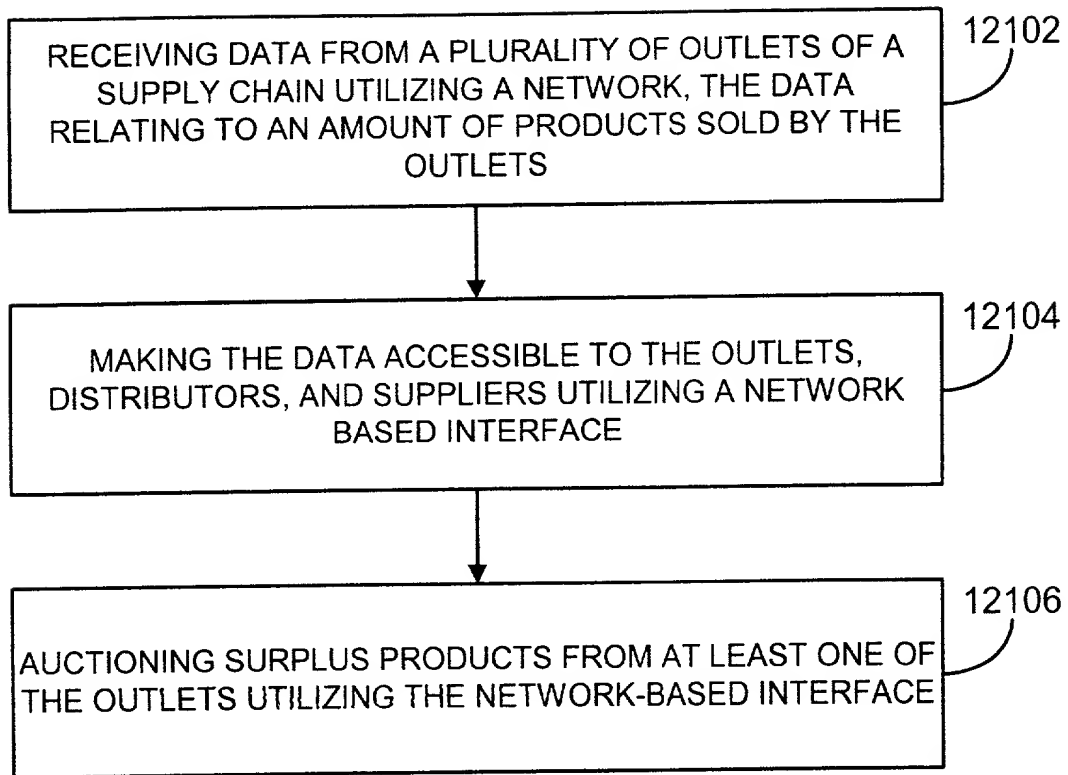 12102
RECEIVING DATA FROM A PLURALITY OF OUTLETS OF A
SUPPLY CHAIN UTILIZING A NETWORK, THE DATA
RELATING TO AN AMOUNT OF PRODUCTS SOLD BY THE
OUTLETS
12104
MAKING THE DATA ACCESSIBLE TO THE OUTLETS,
DISTRIBUTORS, AND SUPPLIERS UTILIZING A NETWORK
BASED INTERFACE
12106
AUCTIONING SURPLUS PRODUCTS FROM AT LEAST ONE OF
THE OUTLETS UTILIZING THE NETWORK-BASED INTERFACE